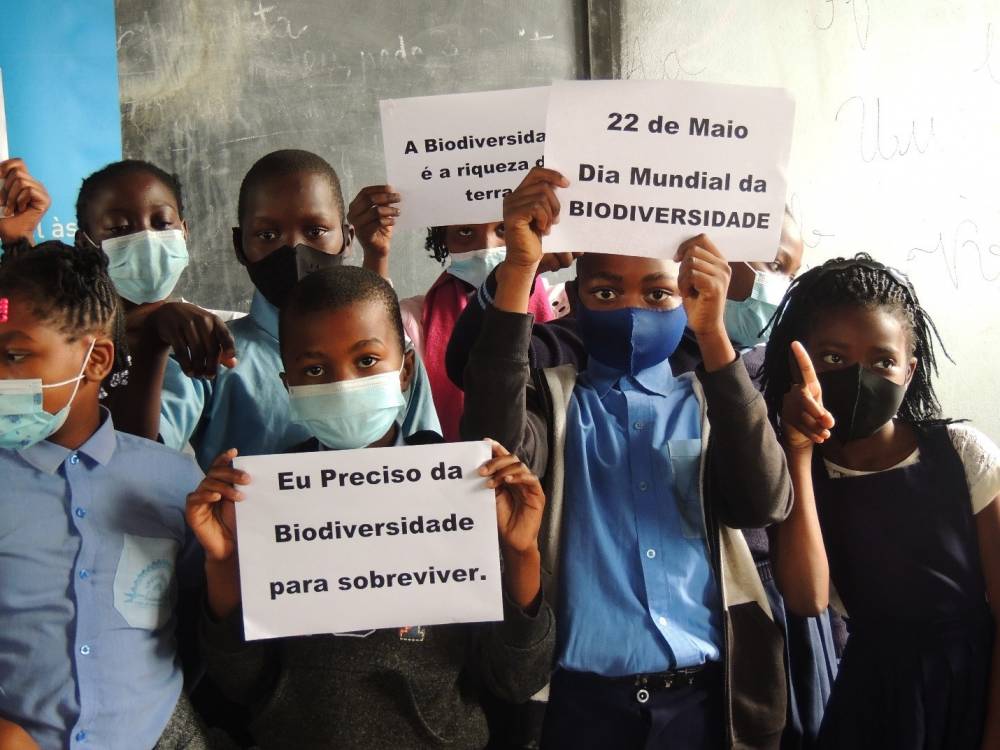 A Biodiversida
é a riqueza d
terra
22 de Maio
Dia Mundial da
BIODIVERSIDADE
Eu Preciso da
Biodiversidade
para sobreviver.